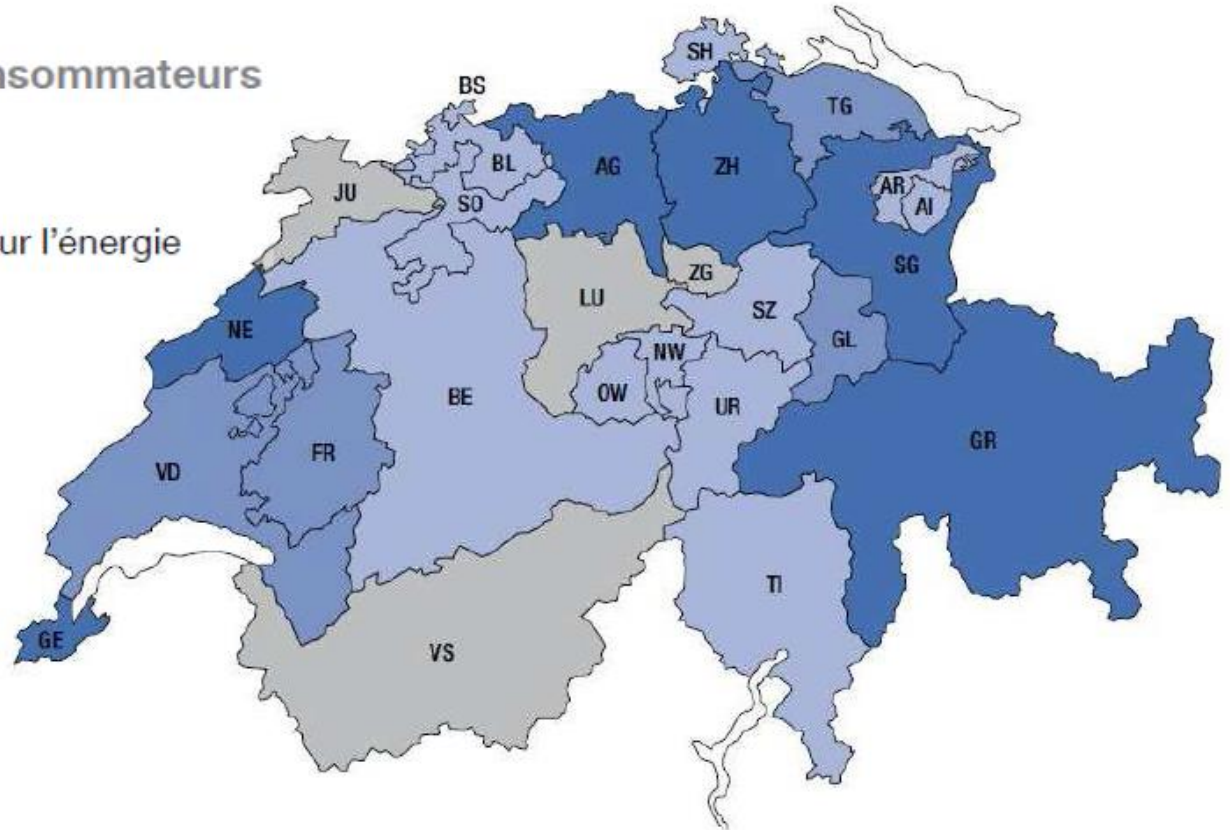 nsommateurs
ur l'énergie
SH
BS
TG
BL
AG
ZH
JU
AR
SO
AI
ZG
SG
LU
SZ
NE
NW
GL
OW
BE
UR
FR
GR
VD
TI
GE
VS